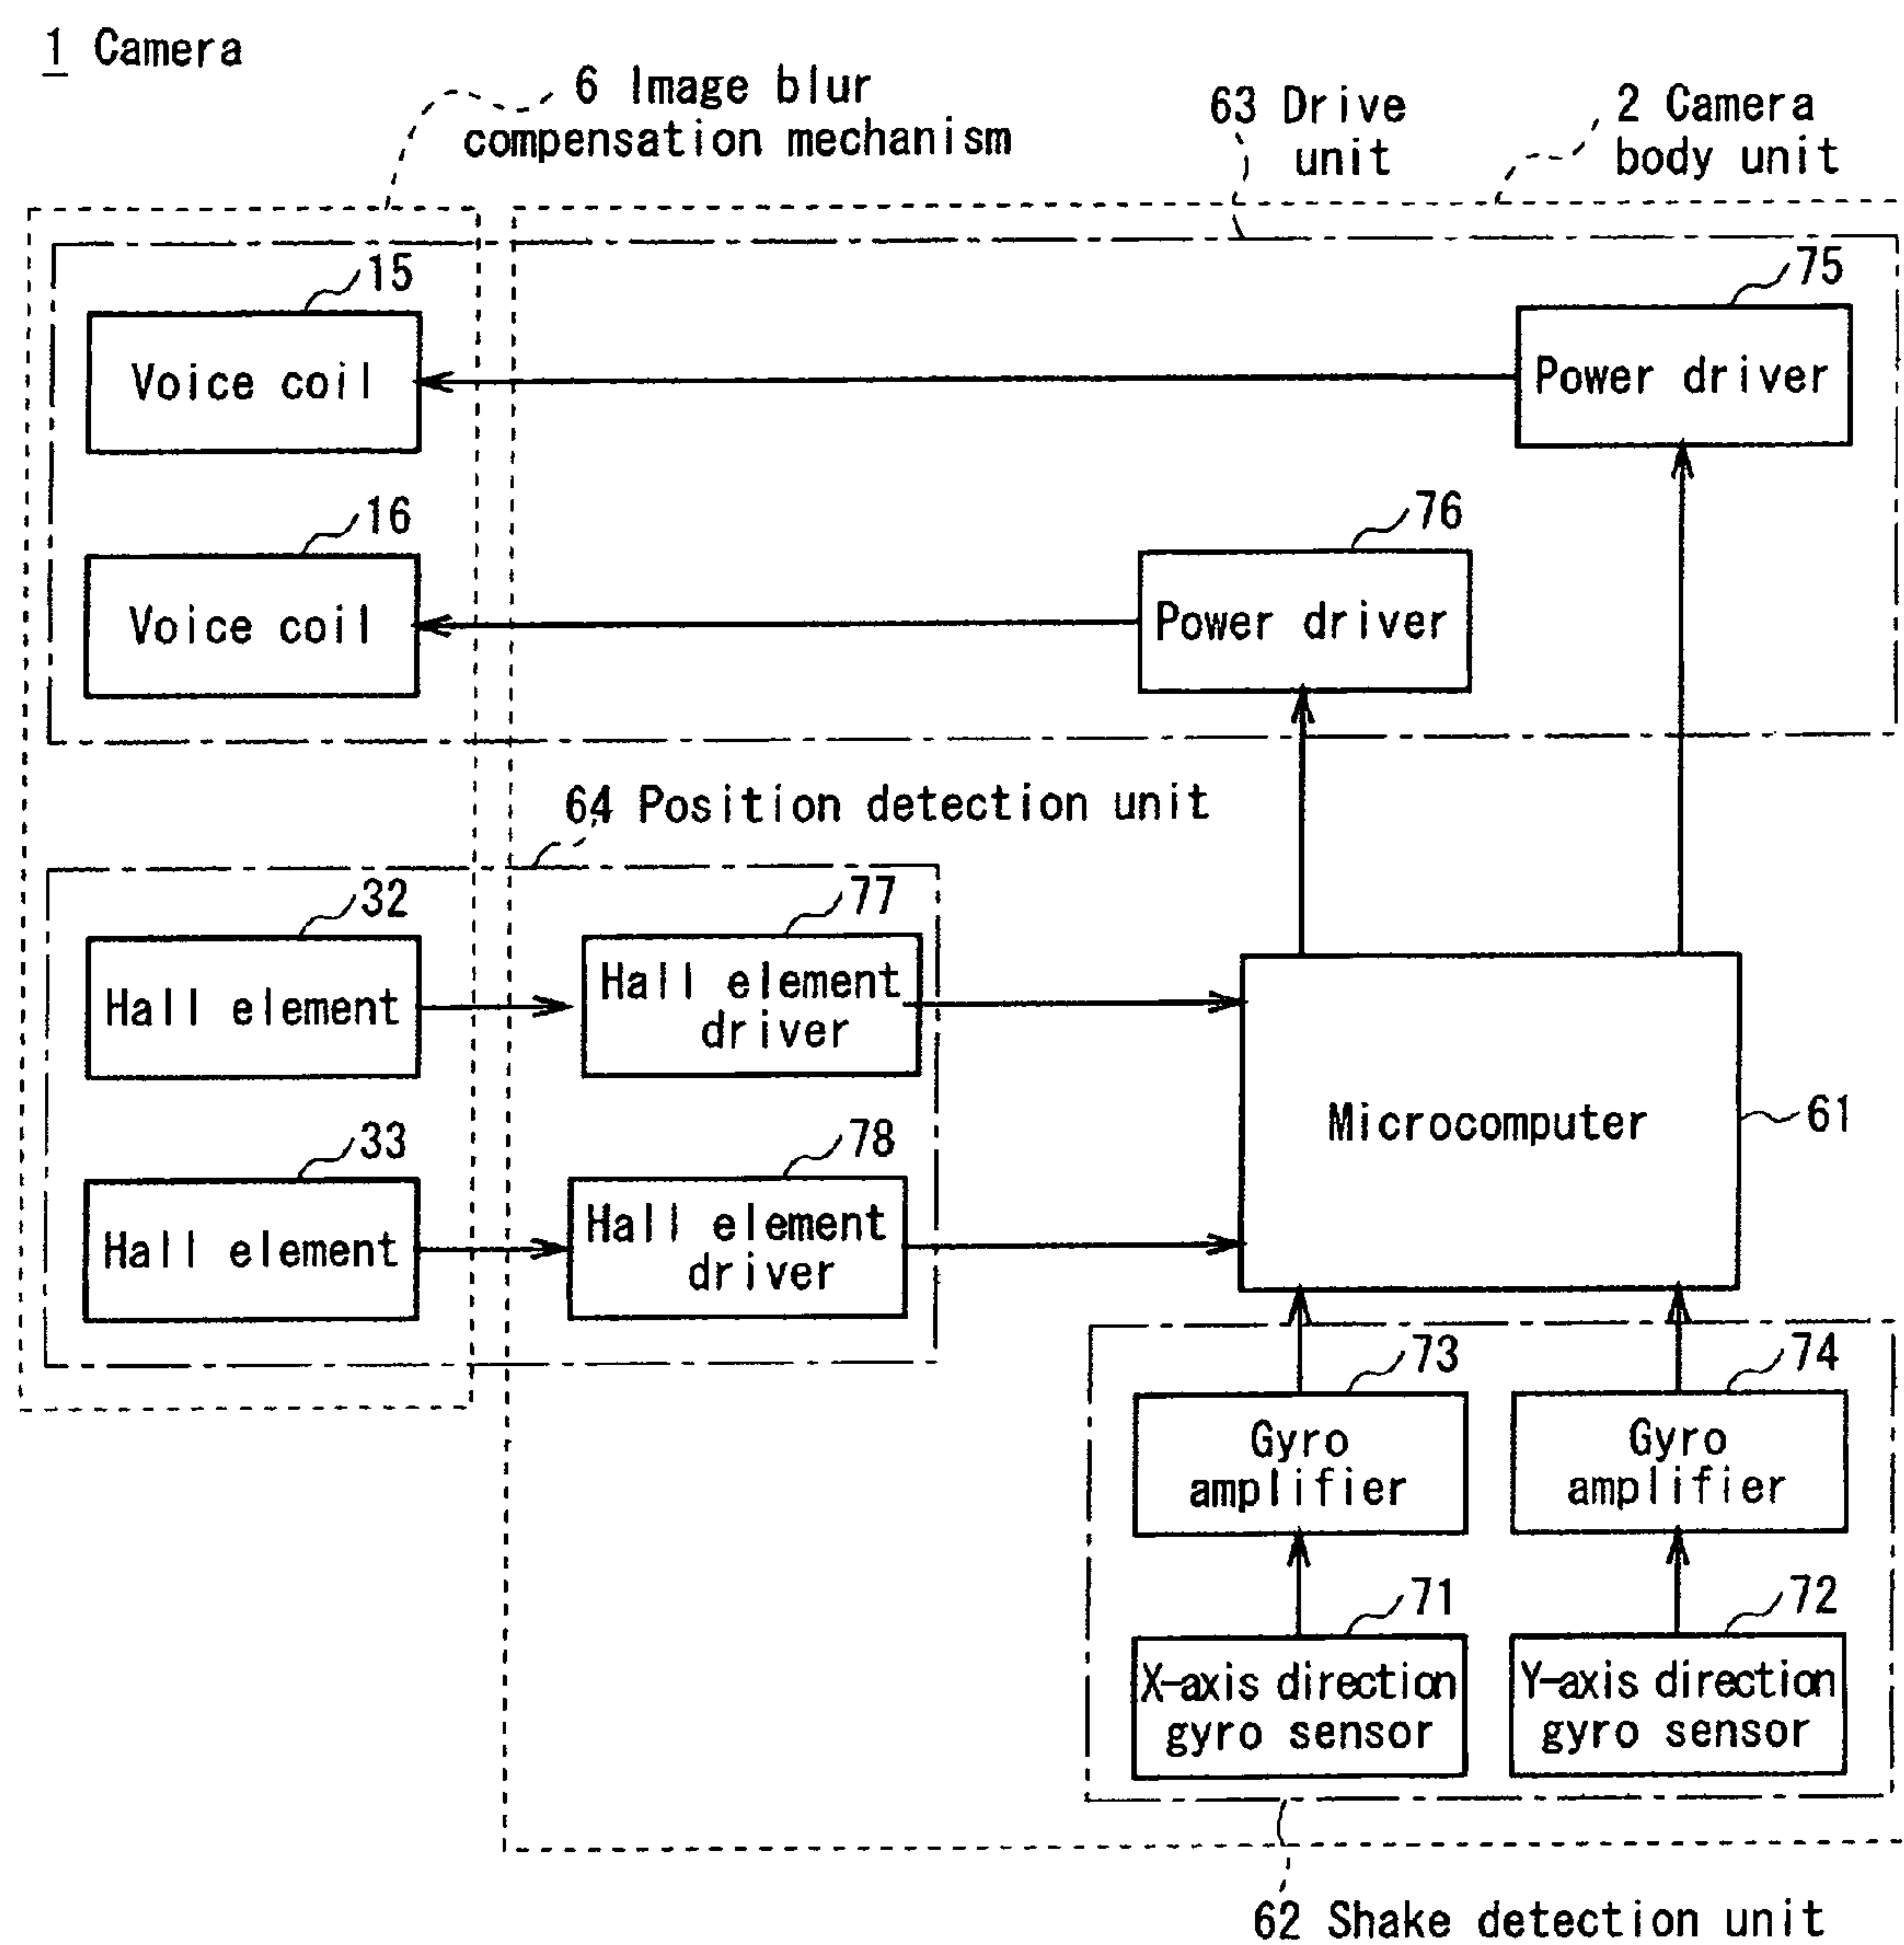 1 Camera
6 Image blur
compensation mechanism
63 Drive
unit
2 Camera
body unit
15
Voice coil
75
Power driver
16
Voice coil
76
Power driver
64 Position detection unit
32
Hall element
77
Hall element
driver
33
Hall element
78
Hall element
driver
Microcomputer
61
73
Gyro
amplifier
74
Gyro
amplifier
71
X-axis direction
gyro sensor
72
Y-axis direction
gyro sensor
62 Shake detection unit